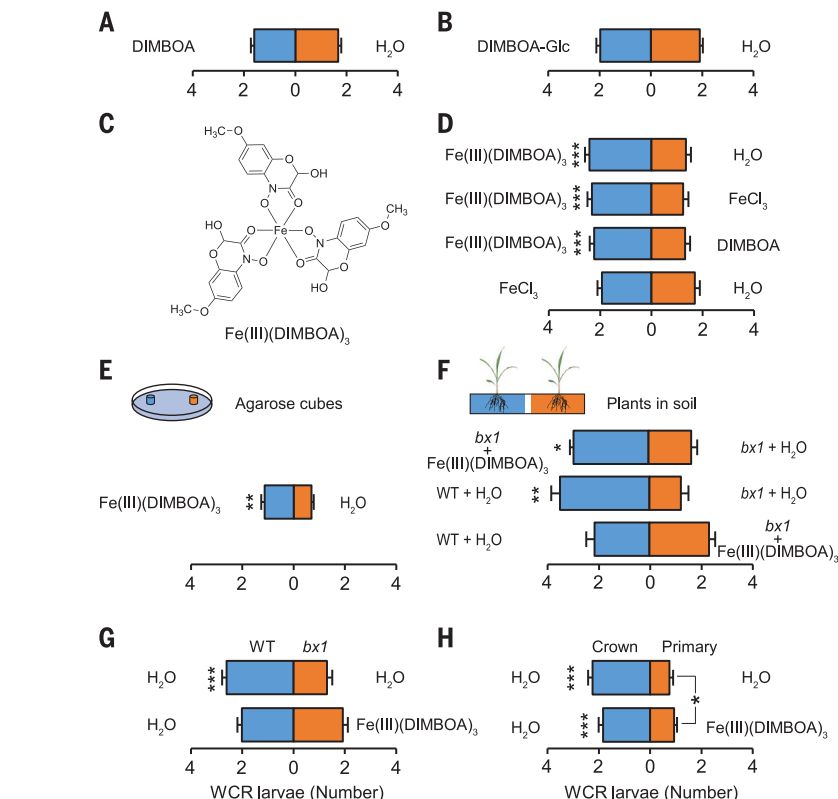 A
DIMBOA
H2O
4 2 0 2 4
B
DIMBOA-Glc
H2O
4 2 0 2 4
C
H3C O
O
OH
N
O O
HO
O Fe O N
O
CH3
O
N
O
O
O
HO
H3C O
Fe(III)(DIMBOA)3
D
Fe(III)(DIMBOA)3 *** H2O
Fe(III)(DIMBOA)3 *** FeCl3
Fe(III)(DIMBOA)3 *** DIMBOA
FeCl3 H2O
4 2 0 2 4
E
Agarose cubes
Fe(III)(DIMBOA)3 ** H2O
4 2 0 2 4
F
Plants in soil
bx1
+
Fe(III)(DIMBOA)3 * bx1 + H2O
WT + H2O ** bx1 + H2O
WT + H2O
bx1
+
Fe(III)(DIMBOA)3
4 2 0 2 4
G
WT bx1
H2O *** H2O
H2O Fe(III)(DIMBOA)3
4 2 0 2 4
WCR larvae (Number)
H
Crown Primary
H2O *** H2O
*
H2O *** Fe(III)(DIMBOA)3
4 2 0 2 4
WCR larvae (Number)